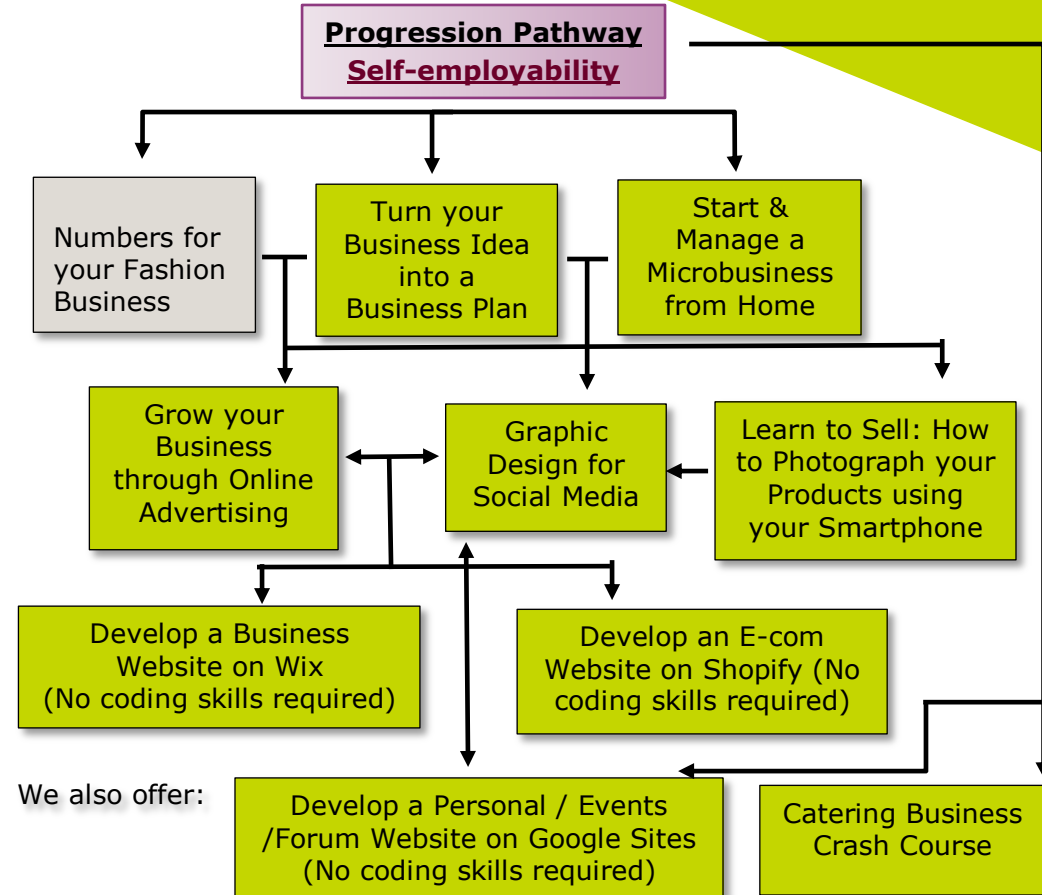 Progression Pathway
Self-employability
Numbers for
your Fashion
Business
Turn your
Business Idea
into a
Business Plan
Start &
Manage a
Microbusiness
from Home
Grow your
Business
through Online
Advertising
Graphic
Design for
Social Media
Learn to Sell: How
to Photograph your
Products using
your Smartphone
Develop a Business
Website on Wix
(No coding skills required)
Develop an E-com
Website on Shopify (No
coding skills required)
We also offer:
Develop a Personal / Events
/Forum Website on Google Sites
(No coding skills required)
Catering Business
Crash Course